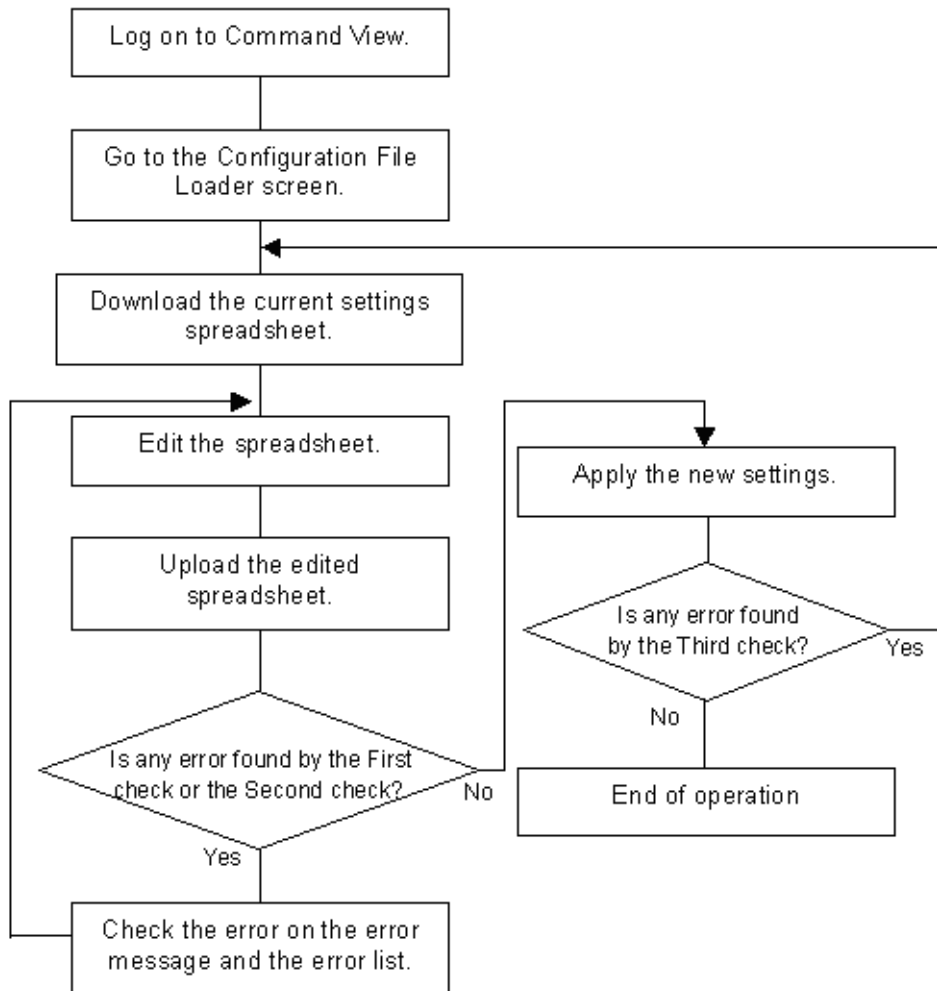 Log on to Command View.
Go to the Configuration File
Loader screen.
Download the current settings
spreadsheet.
Edit the spreadsheet.
Upload the edited
spreadsheet.
Is any error found by the First
check or the Second check?
No
Yes
Check the error on the error
message and the error list.
Apply the new settings.
Is any error found
by the Third check?
Yes
No
End of operation